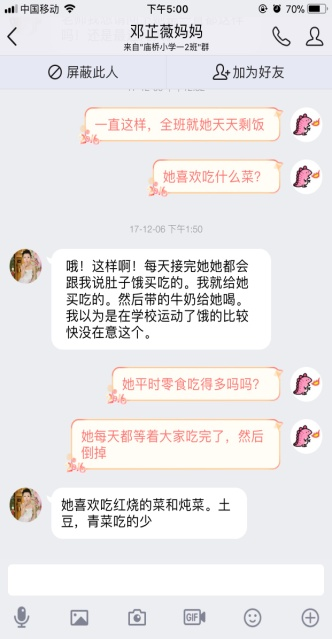 中国移动
下午5:00
70%
邓芷薇妈妈
来自"庙桥小学一2班"群
屏蔽此人
加为好友
一直这样，全班就她天天剩饭
她喜欢吃什么菜？
17-12-06 下午1:50
哦！这样啊！每天接完她她都会
跟我说肚子饿买吃的。我就给她
买吃的。然后带的牛奶给她喝。
我以为是在学校运动了饿的比较
快没在意这个。
她平时零食吃得多吗吗？
她每天都等着大家吃完了，然后
倒掉
她喜欢吃红烧的菜和炖菜。土
豆，青菜吃的少
GIF